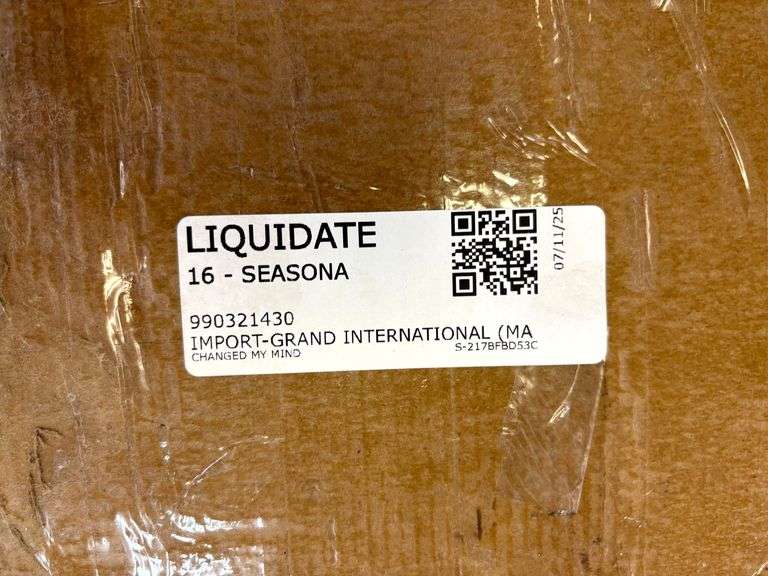 LIQUIDATE
16 - SEASONA
07/11/25
990321430
IMPORT-GRAND INTERNATIONAL (MA
CHANGED MY MIND
S-217BFBD53C